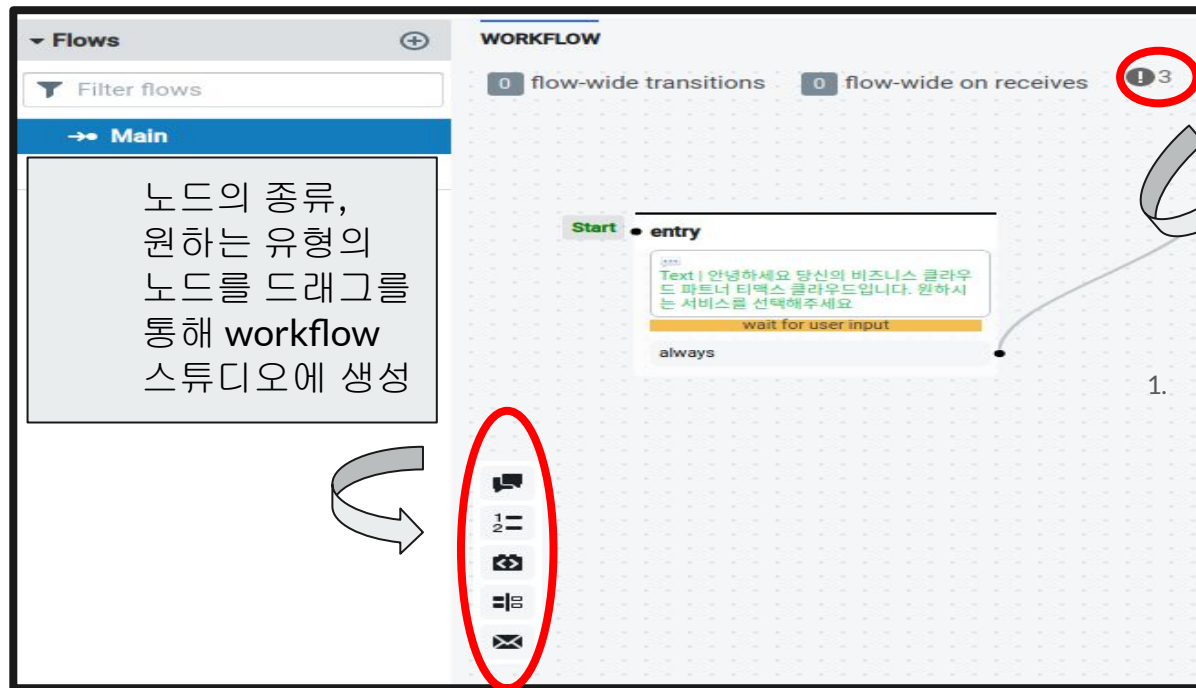 Flows
Filter flows
Main
노드의 종류,
원하는 유형의
노드를 드래그를
통해 workflow
스튜디오에 생성
WORKFLOW
0 flow-wide transitions 0 flow-wide on receives 3
Start entry
Text | 안녕하세요 당신의 비즈니스 클라우
드 파트너 티맥스 클라우드입니다. 원하시
는 서비스를 선택해주세요
wait for user input
always
1.